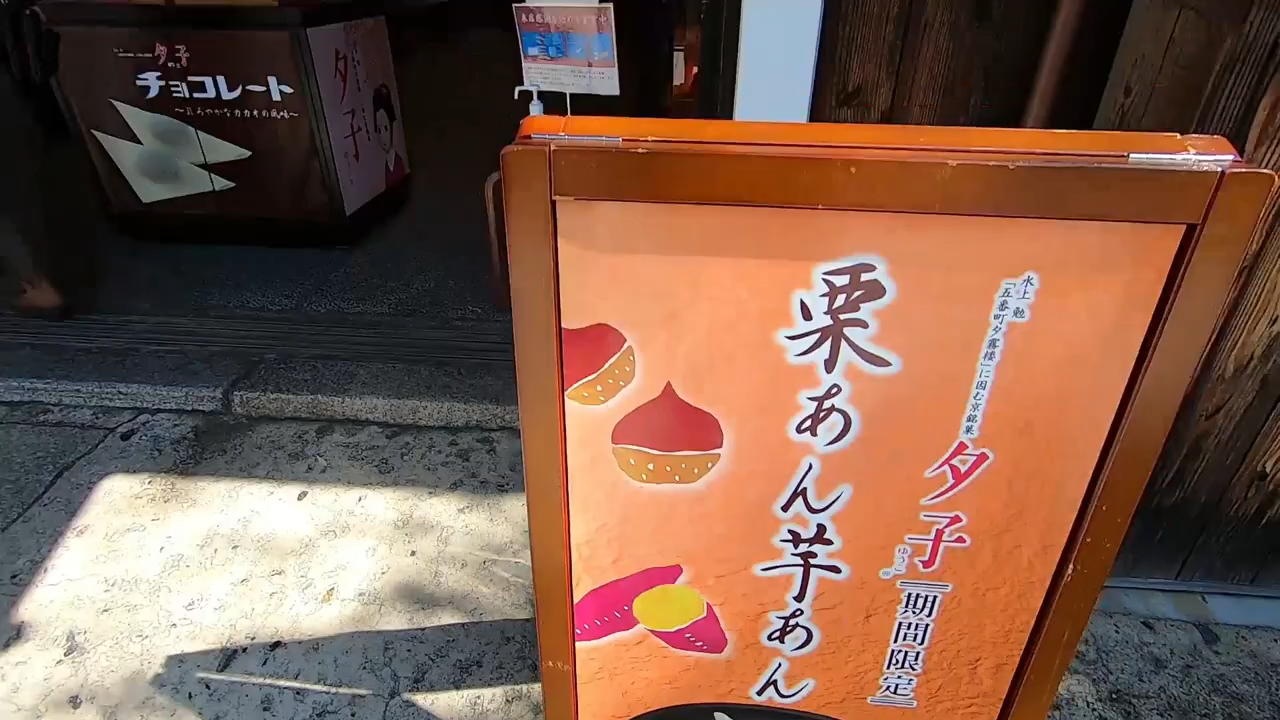 夕子
チョコレート
夕子
水上 勉
「五番町夕霧楼」に因む京銘菓
夕子
ゆうこ
『期間限定』
栗あん芋あん